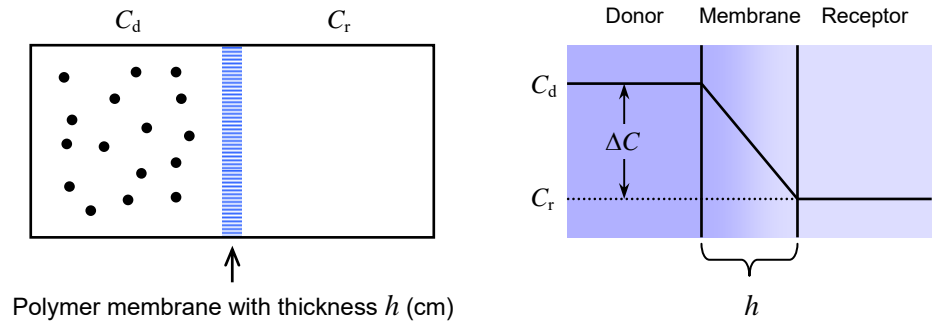 C_d C_r
Polymer membrane with thickness h (cm)
Donor Membrane Receptor
C_d
ΔC
C_r
h